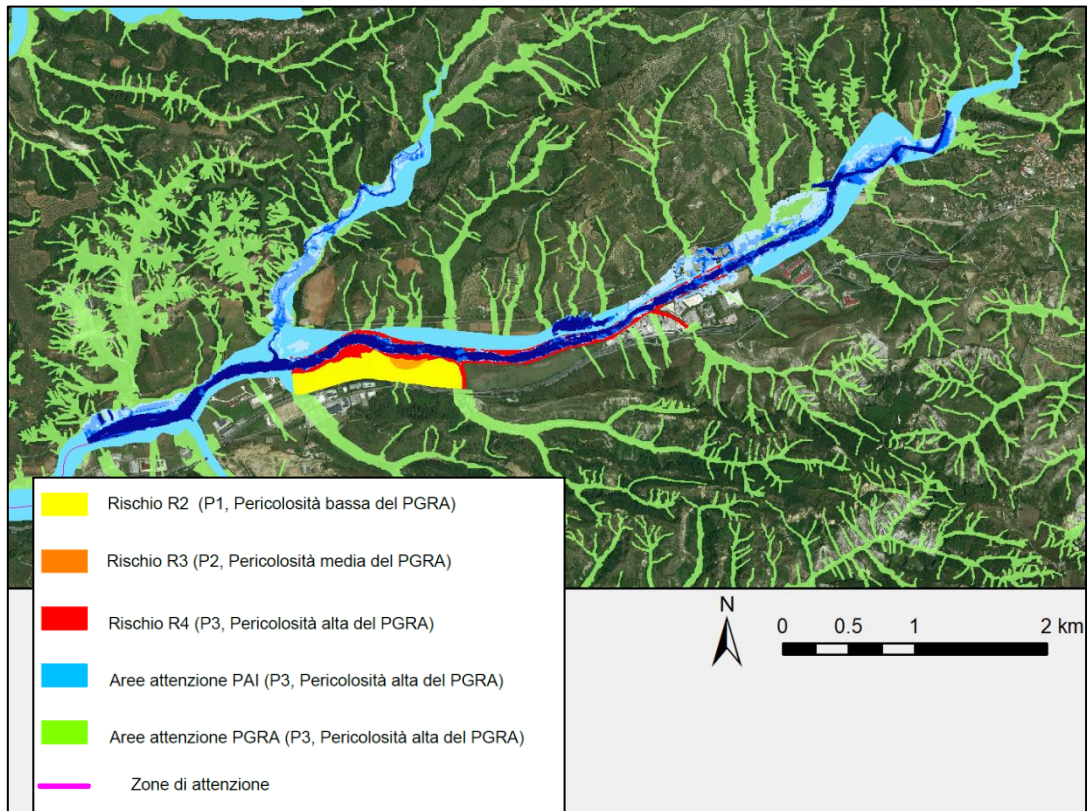 Rischio R2 (P1, Pericolosità bassa del PGRA)
Rischio R3 (P2, Pericolosità media del PGRA)
Rischio R4 (P3, Pericolosità alta del PGRA)
Aree attenzione PAI (P3, Pericolosità alta del PGRA)
Aree attenzione PGRA (P3, Pericolosità alta del PGRA)
Zone di attenzione
N
0 0.5 1 2 km